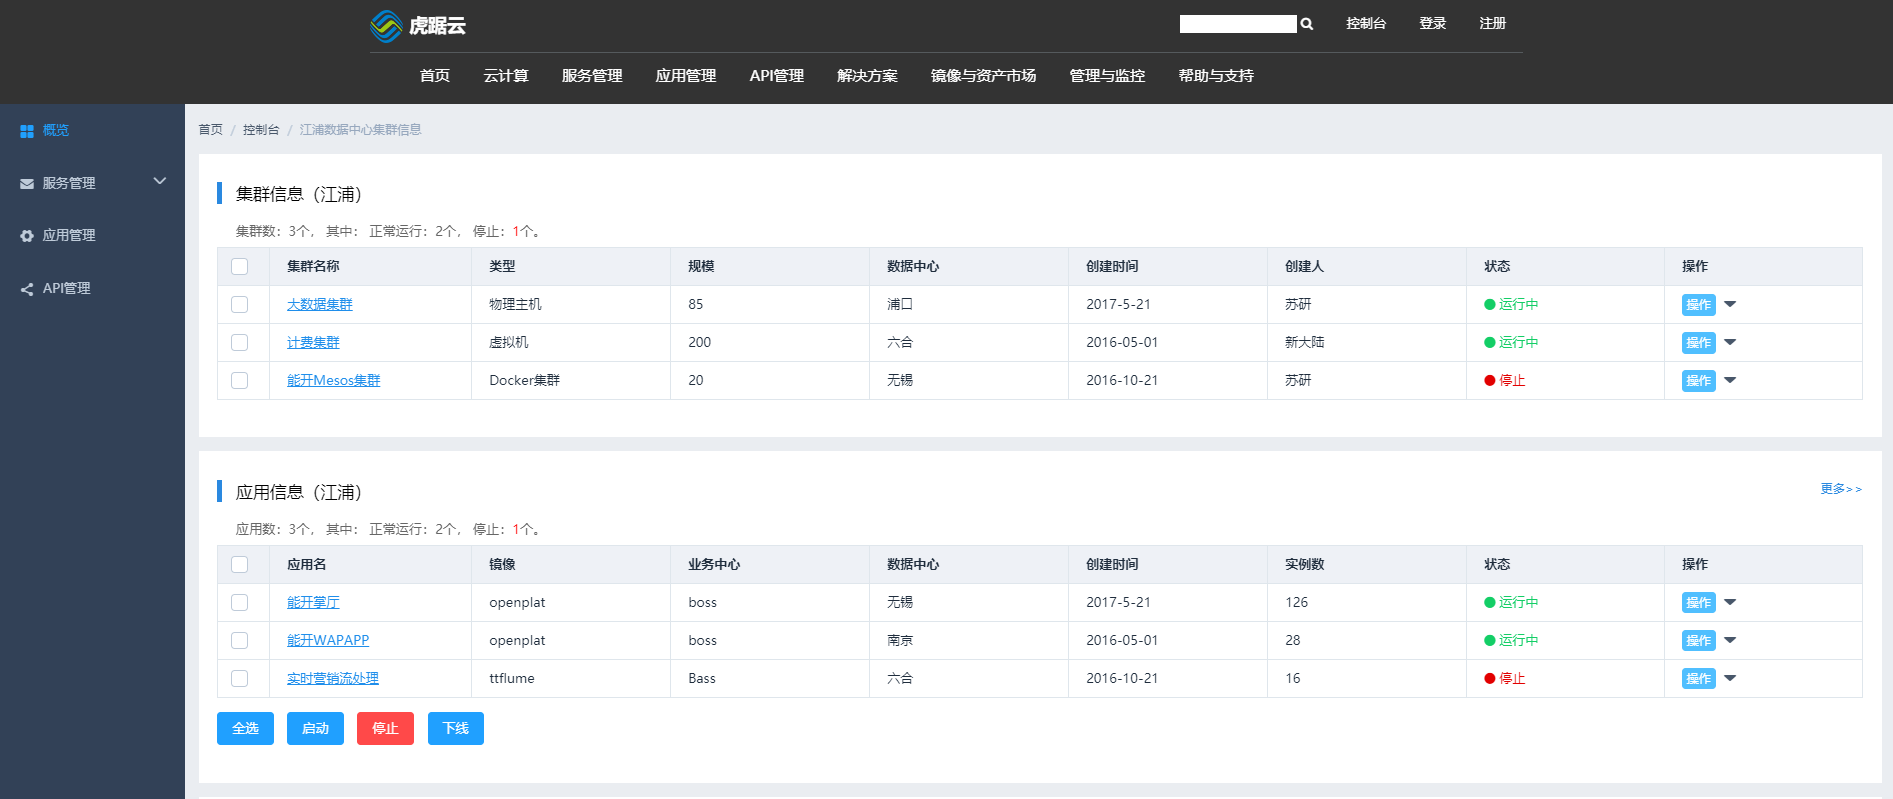 虎踞云
控制台 登录 注册
首页 云计算 服务管理 应用管理 API管理 解决方案 镜像与资产市场 管理与监控 帮助与支持
概览
服务管理
应用管理
API管理
首页 / 控制台 / 江浦数据中心集群信息
集群信息（江浦）
集群数：3个， 其中： 正常运行：2个， 停止：1个。
集群名称 类型 规模 数据中心 创建时间 创建人 状态 操作
大数据集群 物理主机 85 浦口 2017-5-21 苏研 运行中 操作
计费集群 虚拟机 200 六合 2016-05-01 新大陆 运行中 操作
能开Mesos集群 Docker集群 20 无锡 2016-10-21 苏研 停止 操作
应用信息（江浦）
更多>>
应用数：3个， 其中： 正常运行：2个， 停止：1个。
应用名 镜像 业务中心 数据中心 创建时间 实例数 状态 操作
能开掌厅 openplat boss 无锡 2017-5-21 126 运行中 操作
能开WAPAPP openplat boss 南京 2016-05-01 28 运行中 操作
实时营销流处理 ttflume Bass 六合 2016-10-21 16 停止 操作
全选 启动 停止 下线